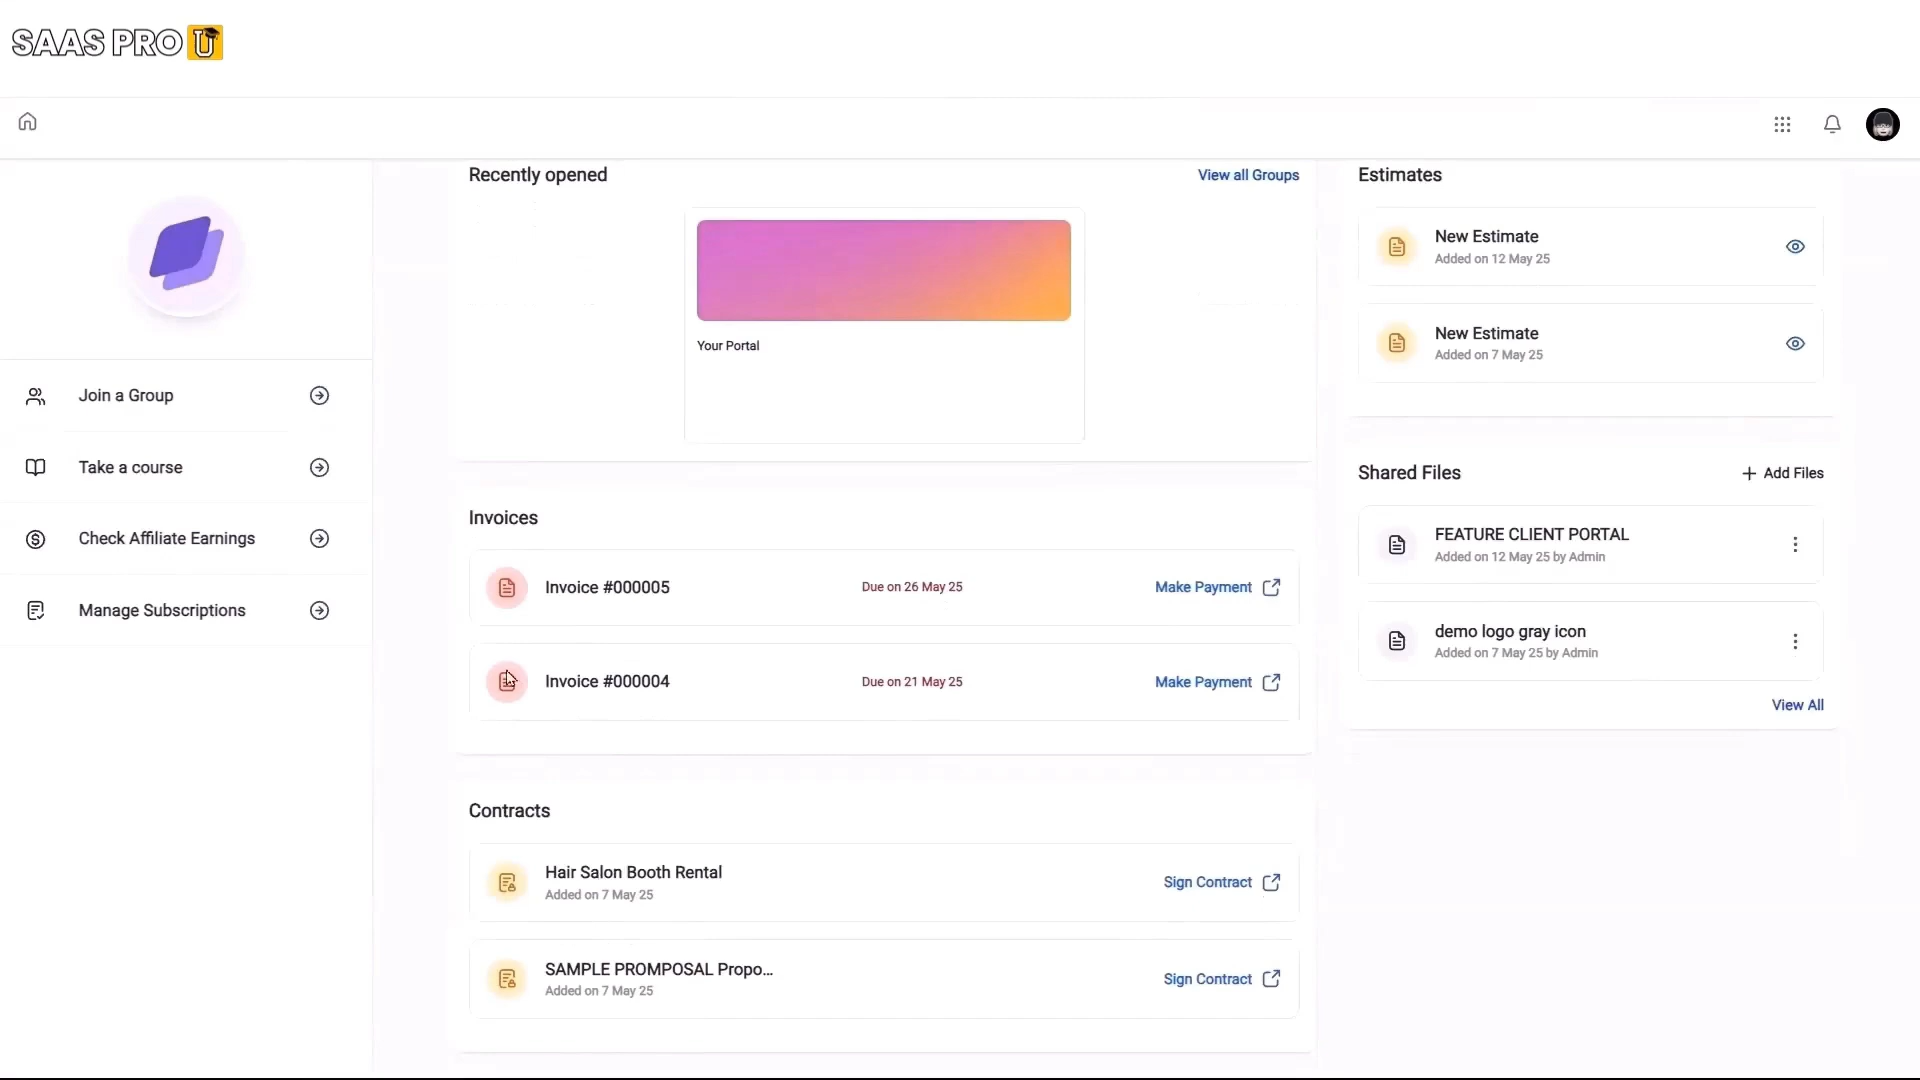 SAAS PRO U
Join a Group
Take a course
Check Affiliate Earnings
Manage Subscriptions
Recently opened
View all Groups
Your Portal
Invoices
Invoice #000005
Due on 26 May 25
Make Payment
Invoice #000004
Due on 21 May 25
Make Payment
Contracts
Hair Salon Booth Rental
Added on 7 May 25
Sign Contract
SAMPLE PROMPOSAL Propo...
Added on 7 May 25
Sign Contract
Estimates
New Estimate
Added on 12 May 25
New Estimate
Added on 7 May 25
Shared Files
Add Files
FEATURE CLIENT PORTAL
Added on 12 May 25 by Admin
demo logo gray icon
Added on 7 May 25 by Admin
View All